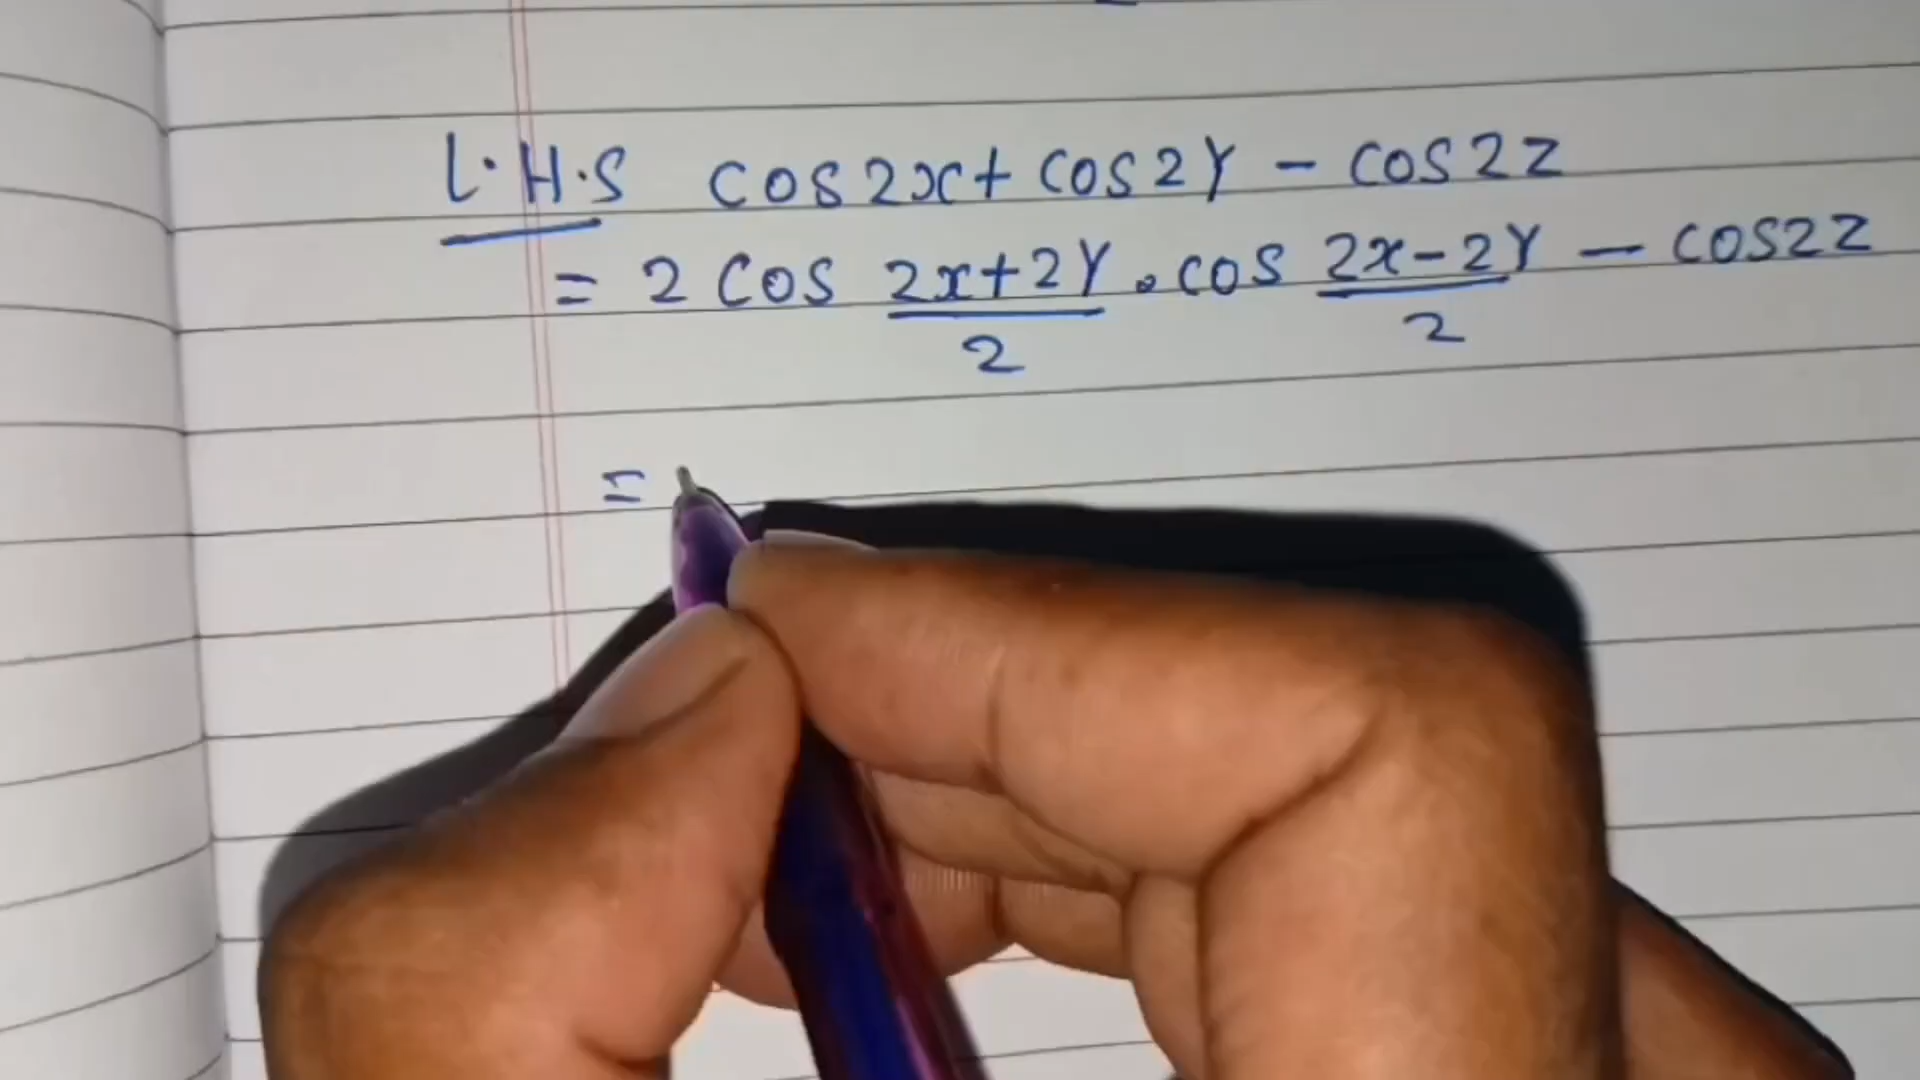 L.H.S cos2x + cos2Y - cos2z
= 2 cos 2x+2Y/2 . cos 2x-2Y/2 - cos2z
=